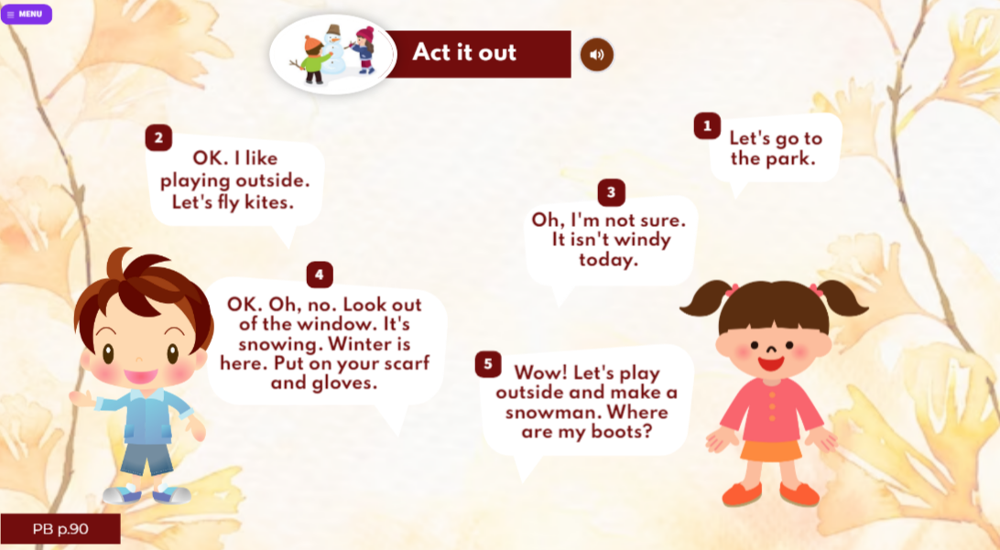 MENU
Act it out
1
Let's go to
the park.
2
OK. I like
playing outside.
Let's fly kites.
3
Oh, I'm not sure.
It isn't windy
today.
4
OK. Oh, no. Look out
of the window. It's
snowing. Winter is
here. Put on your scarf
and gloves.
5
Wow! Let's play
outside and make a
snowman. Where
are my boots?
PB p.90